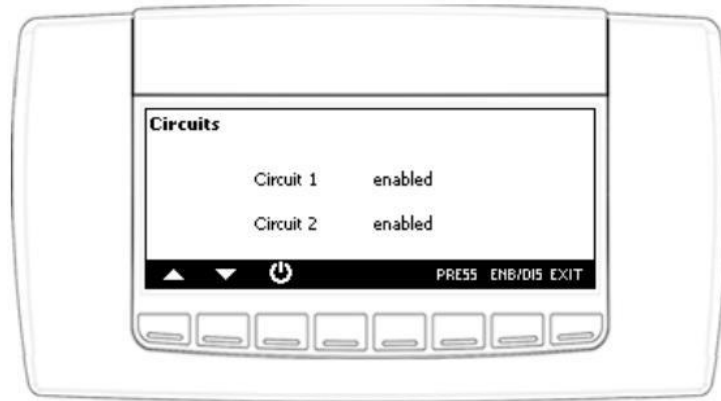 Circuits
Circuit 1 enabled
Circuit 2 enabled
PRESS ENB/DIS EXIT